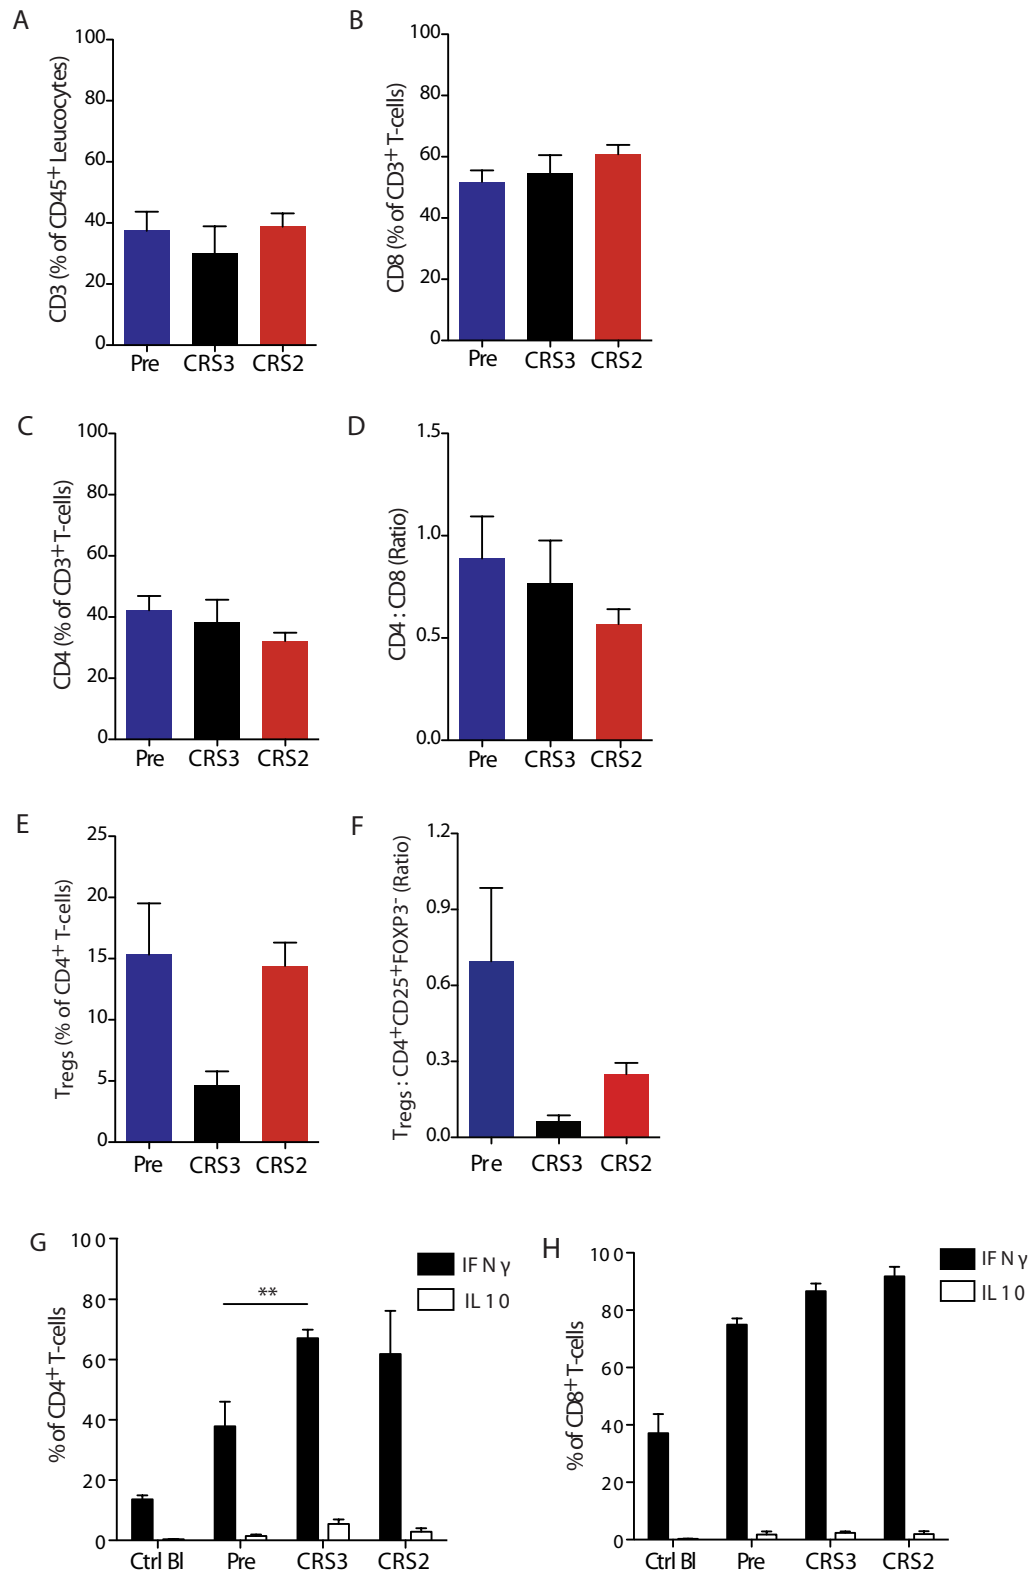 A
CD3 (% of CD45+ Leucocytes)
100
80
60
40
20
0
Pre CRS3 CRS2
B
CD8 (% of CD3+ T-cells)
100
80
60
40
20
0
Pre CRS3 CRS2
C
CD4 (% of CD3+ T-cells)
100
80
60
40
20
0
Pre CRS3 CRS2
D
CD4 : CD8 (Ratio)
1.5
1.0
0.5
0.0
Pre CRS3 CRS2
E
Tregs (% of CD4+ T-cells)
25
20
15
10
5
0
Pre CRS3 CRS2
F
Tregs : CD4+CD25+FOXP3- (Ratio)
1.2
0.9
0.6
0.3
0.0
Pre CRS3 CRS2
G
% of CD4+ T-cells
100
80
60
40
20
0
**
IFNγ
IL10
Ctrl Bl Pre CRS3 CRS2
H
% of CD8+ T-cells
100
80
60
40
20
0
IFNγ
IL10
Ctrl Bl Pre CRS3 CRS2